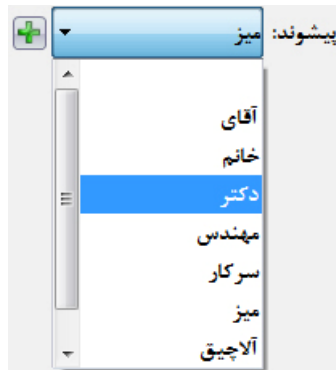 پیشوند: میز
آقای
خانم
دکتر
مهندس
سرکار
میز
آلاچیق